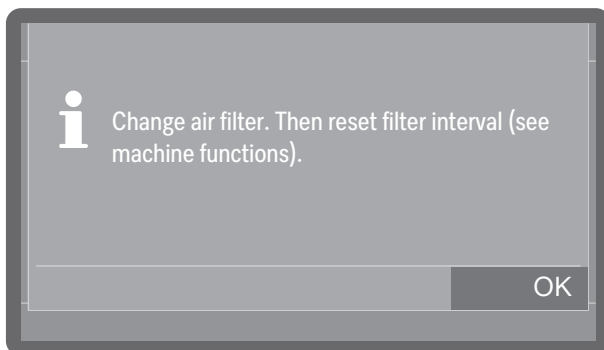 Change air filter. Then reset filter interval (see
machine functions).
OK